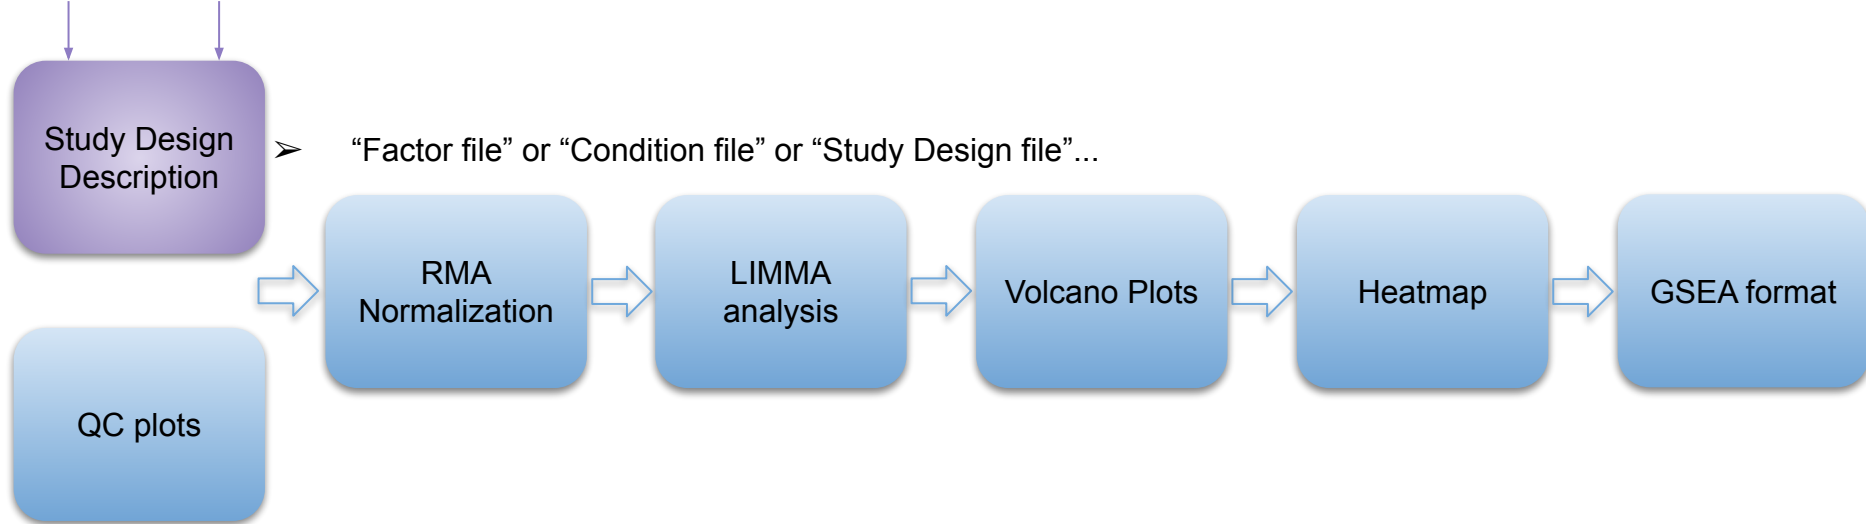 Study Design
Description
➢ “Factor file” or “Condition file” or “Study Design file”...
RMA
Normalization
LIMMA
analysis
Volcano Plots
Heatmap
GSEA format
QC plots